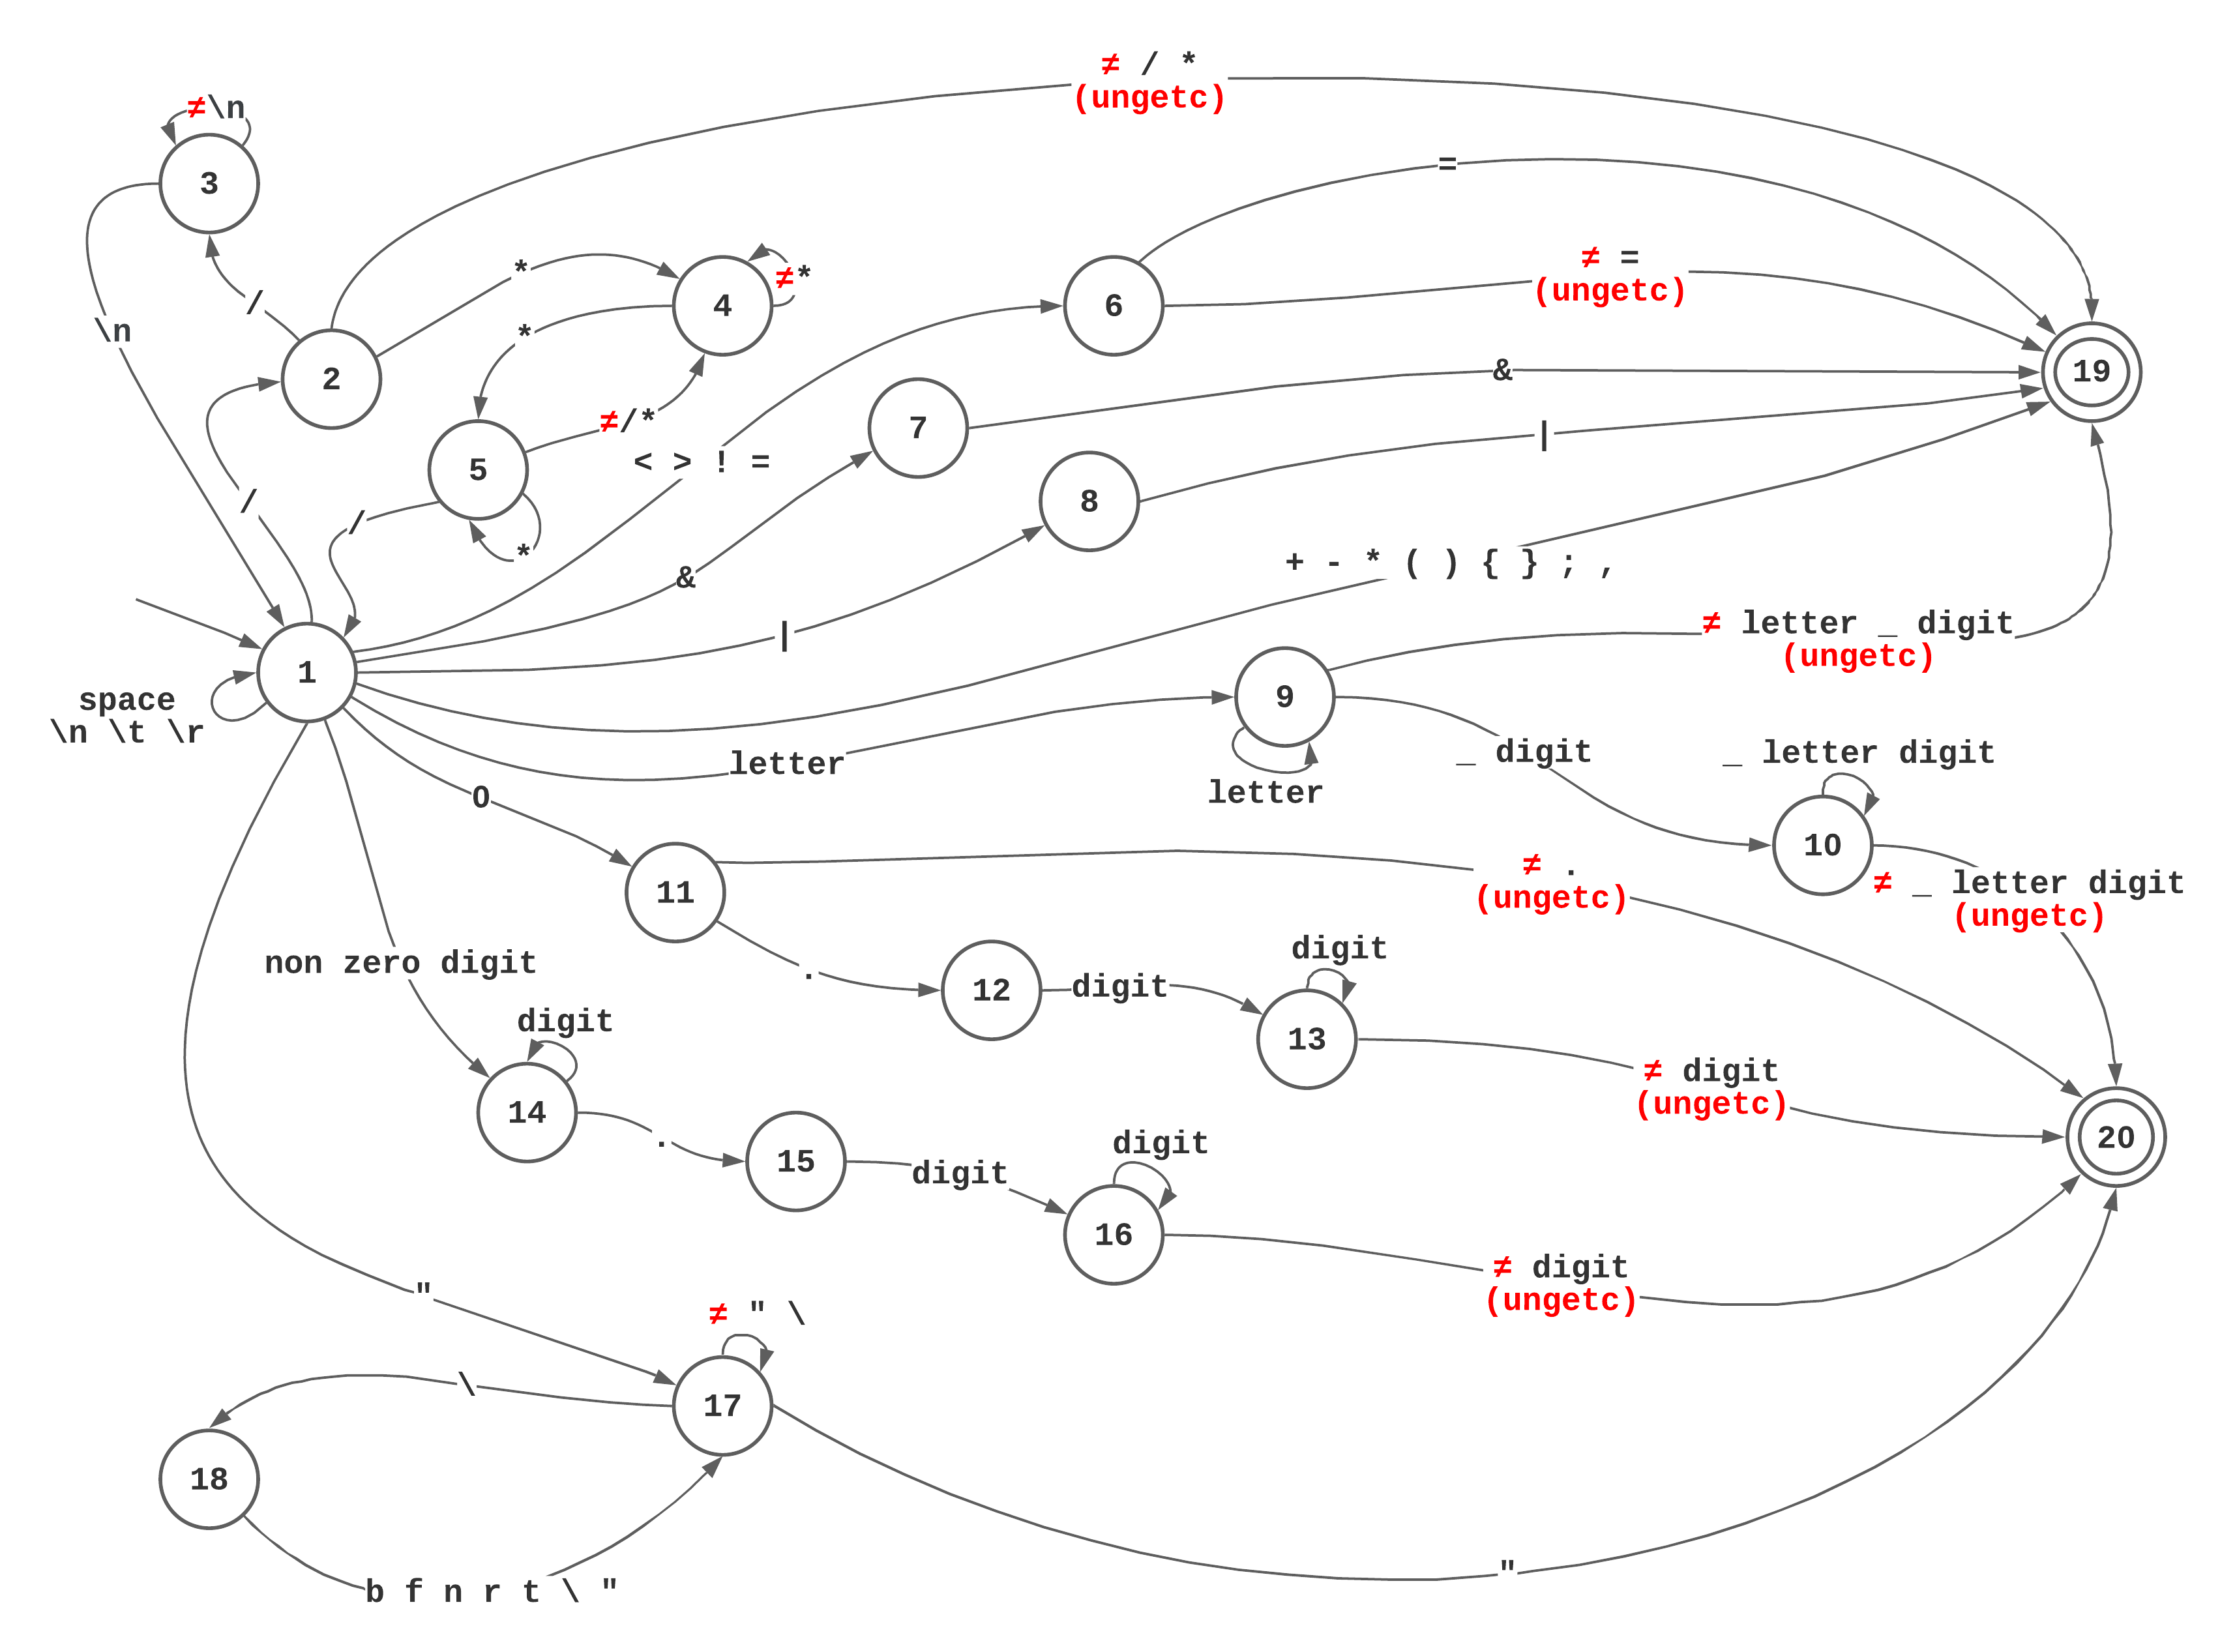 ≠ / *
(ungetc)
≠\n
=
3
≠ =
(ungetc)
*
≠*
/
4
6
\n
*
&
19
2
≠/*
7
|
< > ! =
5
8
/
/
*
+ - * ( ) { } ; ,
&
≠ letter _ digit
(ungetc)
|
1
space
\n \t \r
9
letter
_ digit
_ letter digit
letter
0
10
≠ .
(ungetc)
≠ _ letter digit
(ungetc)
11
non zero digit
.
digit
12
digit
digit
13
≠ digit
(ungetc)
14
.
20
digit
15
digit
16
≠ digit
(ungetc)
"
≠ " \
\
17
18
"
b f n r t \ "